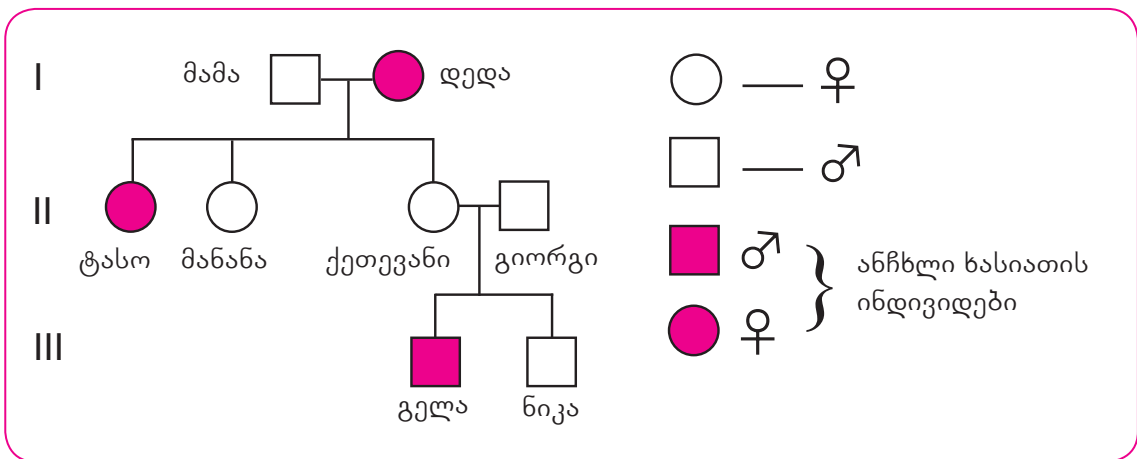 I
მამა
დედა
♀
♂
II
ტასო
მანანა
ქეთევანი
გიორგი
♂
♀
ანჩხლი ხასიათის
ინდივიდები
III
გელა
ნიკა